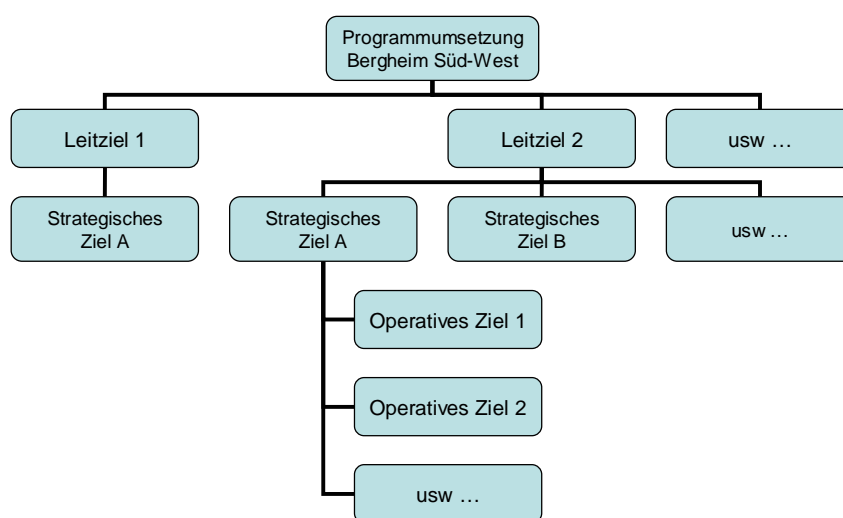 Programmumsetzung
Bergheim Süd-West
Leitziel 1
Leitziel 2
usw ...
Strategisches
Ziel A
Strategisches
Ziel A
Strategisches
Ziel B
usw ...
Operatives Ziel 1
Operatives Ziel 2
usw ...